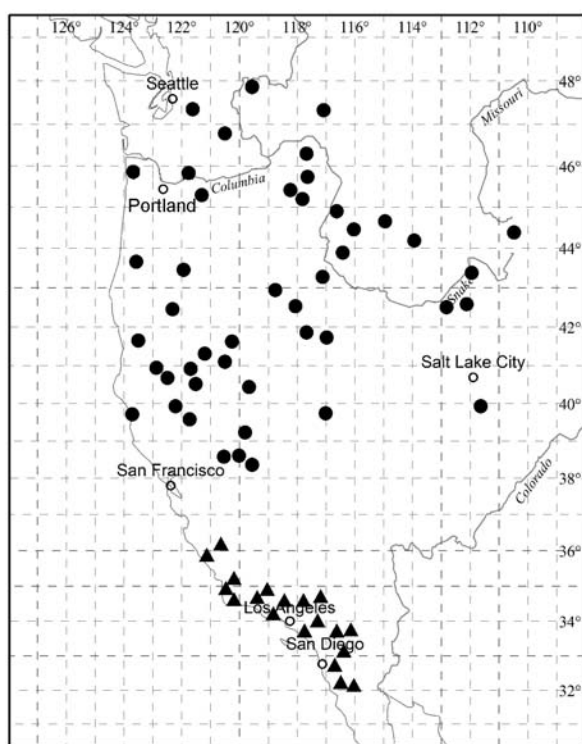 126° 124° 122° 120° 118° 116° 114° 112° 110°
48°
Seattle
Missouri
46°
Columbia
Portland
44°
Snake
42°
Salt Lake City
40°
San Francisco
38°
Colorado
36°
Los Angeles
34°
San Diego
32°